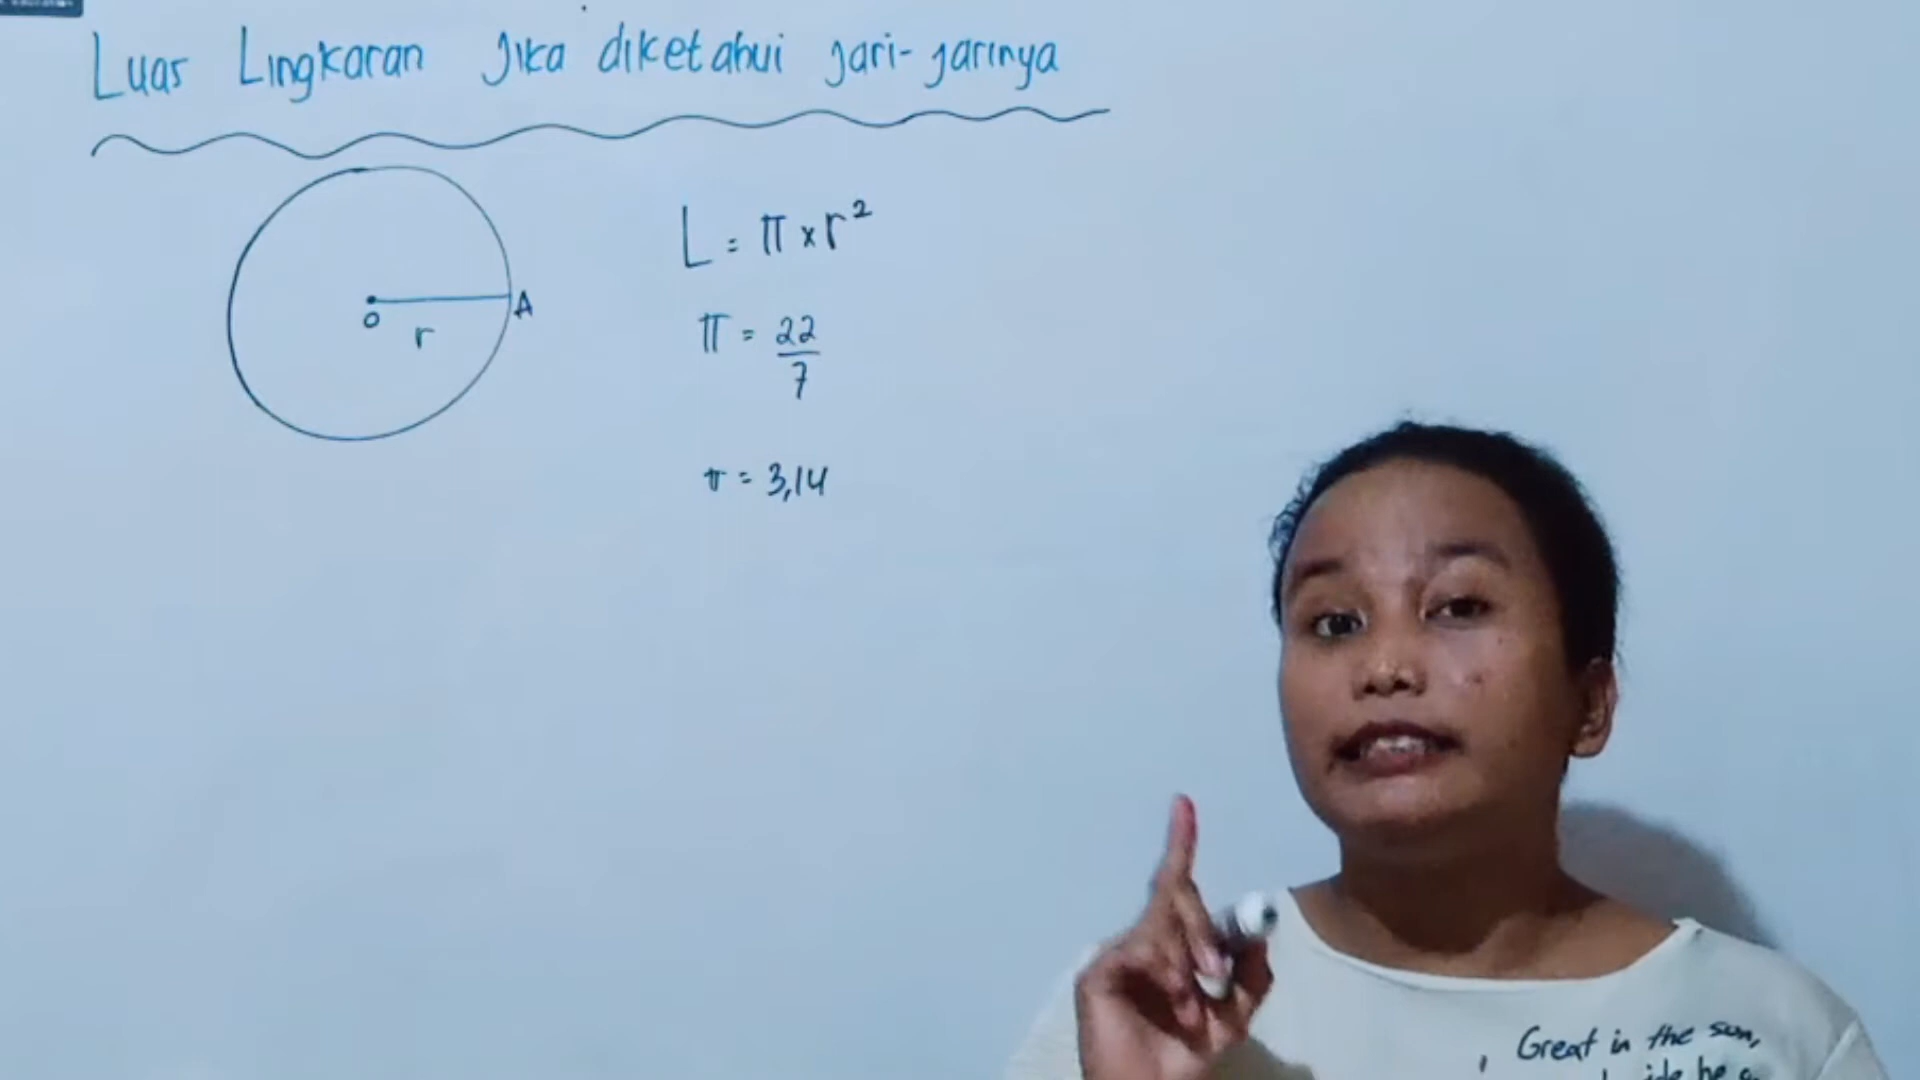 Luas Lingkaran Jika diketahui jari-jarinya
L = π × r²
O
r
A
π = 22/7
π = 3,14
Great in the sun,